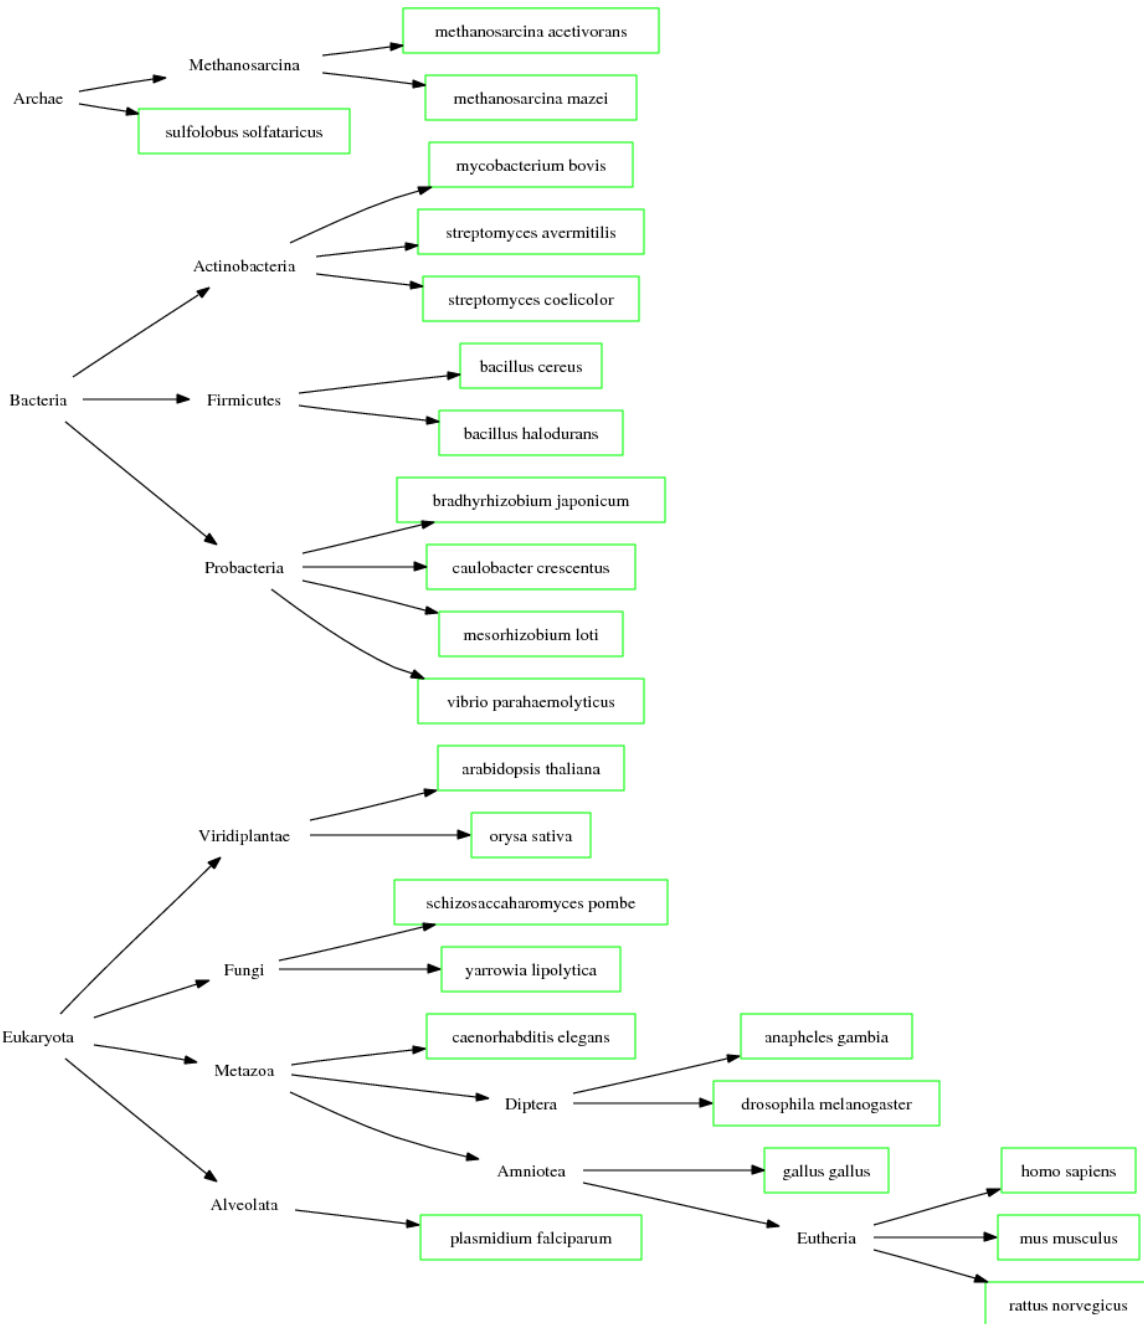 methanosarcina acetivorans
Methanosarcina
Archae
methanosarcina mazei
sulfolobus solfataricus
mycobacterium bovis
streptomyces avermitilis
Actinobacteria
streptomyces coelicolor
bacillus cereus
Bacteria
Firmicutes
bacillus halodurans
bradhyrhizobium japonicum
Probacteria
caulobacter crescentus
mesorhizobium loti
vibrio parahaemolyticus
arabidopsis thaliana
Viridiplantae
orysa sativa
schizosaccaharomyces pombe
Fungi
yarrowia lipolytica
Eukaryota
caenorhabditis elegans
anapheles gambia
Metazoa
Diptera
drosophila melanogaster
Amniotea
gallus gallus
homo sapiens
Alveolata
plasmidium falciparum
Eutheria
mus musculus
rattus norvegicus